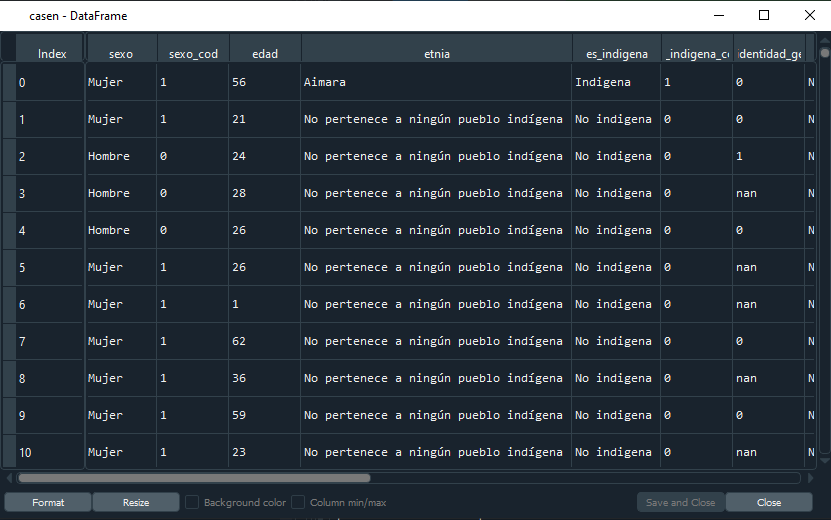 casen - DataFrame
Index sexo sexo_cod edad etnia es_indigena _indigena_co identidad_ge
0 Mujer 1 56 Aimara Indigena 1 0 N
1 Mujer 1 21 No pertenece a ningún pueblo indígena No indigena 0 0 N
2 Hombre 0 24 No pertenece a ningún pueblo indígena No indigena 0 1 N
3 Hombre 0 28 No pertenece a ningún pueblo indígena No indigena 0 nan N
4 Hombre 0 26 No pertenece a ningún pueblo indígena No indigena 0 0 N
5 Mujer 1 26 No pertenece a ningún pueblo indígena No indigena 0 nan N
6 Mujer 1 1 No pertenece a ningún pueblo indígena No indigena 0 nan N
7 Mujer 1 62 No pertenece a ningún pueblo indígena No indigena 0 0 N
8 Mujer 1 36 No pertenece a ningún pueblo indígena No indigena 0 nan N
9 Mujer 1 59 No pertenece a ningún pueblo indígena No indigena 0 0 N
10 Mujer 1 23 No pertenece a ningún pueblo indígena No indigena 0 nan N
Format Resize Background color Column min/max Save and Close Close